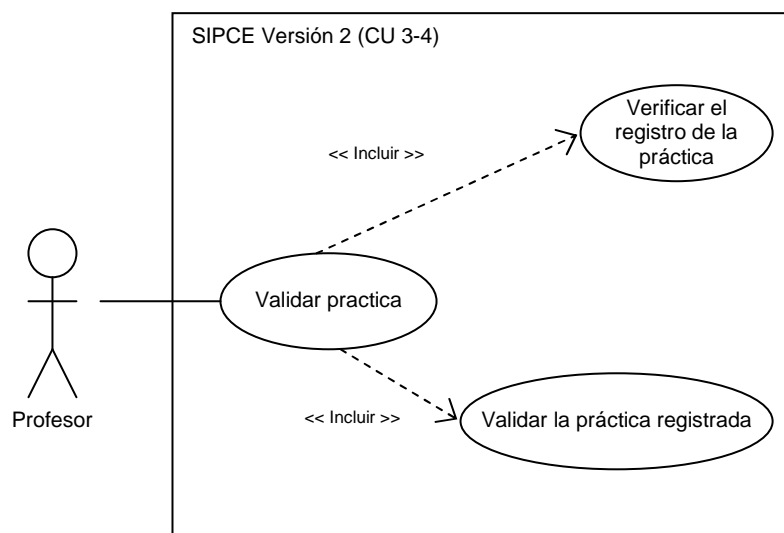 SIPCE Versión 2 (CU 3-4)
Verificar el
registro de la
práctica
<< Incluir >>
Validar practica
Profesor
<< Incluir >>
Validar la práctica registrada